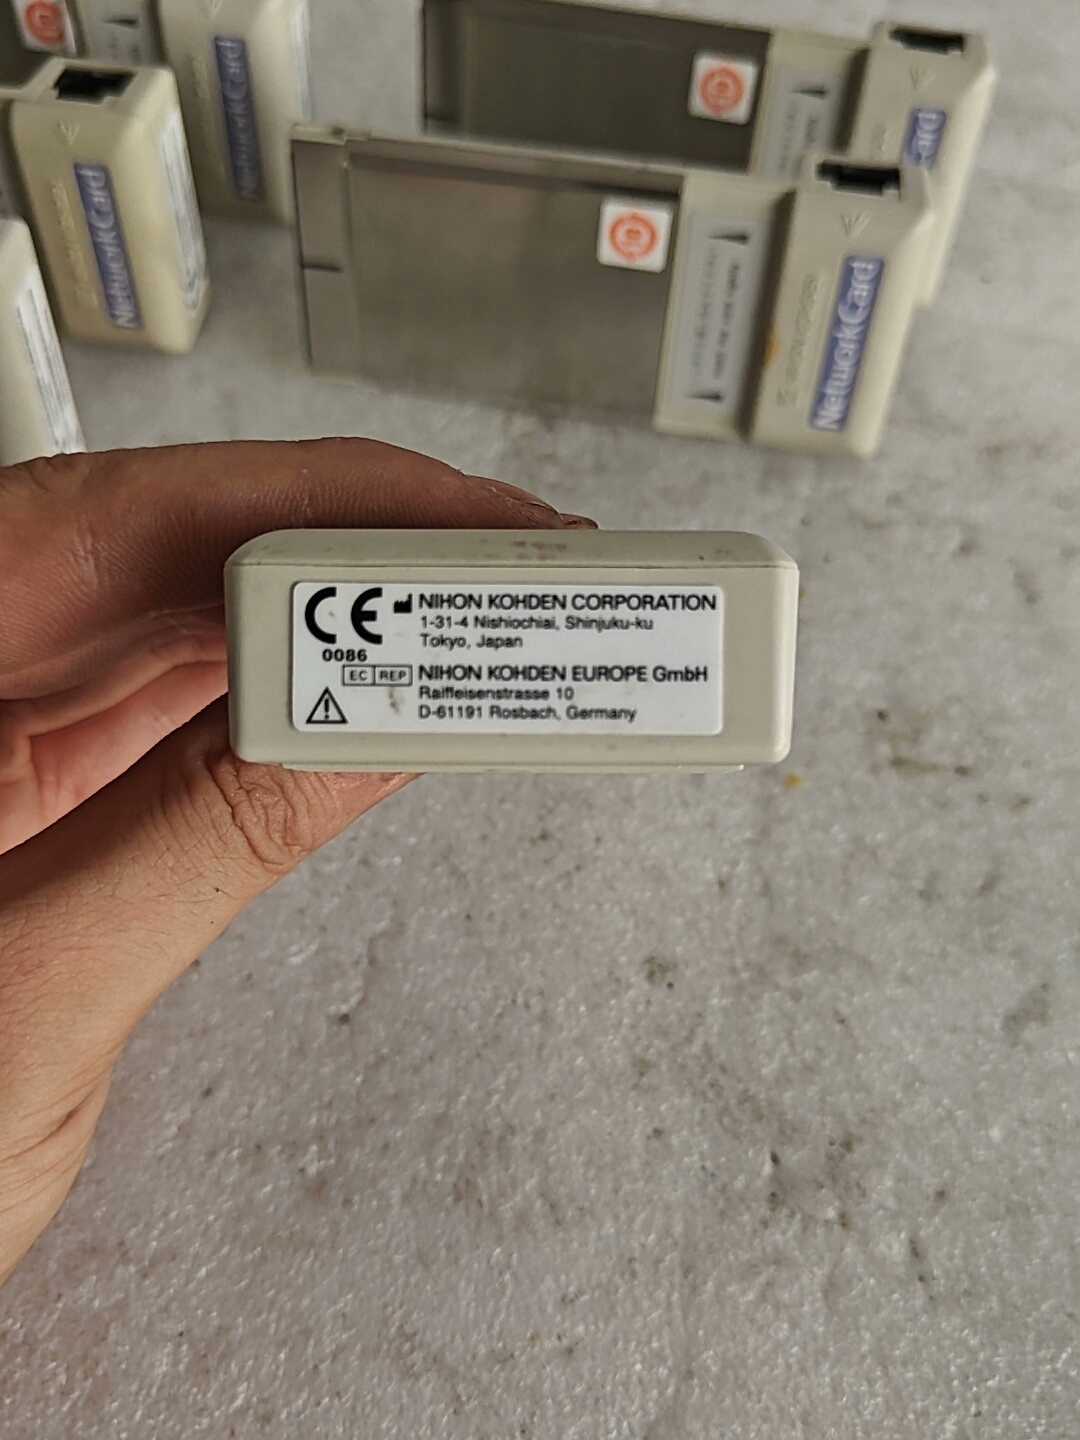 NetworkCard
NetworkCard
Card
NetworkCard
CE
0086
NIHON KOHDEN CORPORATION
1-31-4 Nishiochiai, Shinjuku-ku
Tokyo, Japan
EC REP
NIHON KOHDEN EUROPE GmbH
Raiffeisenstrasse 10
D-61191 Rosbach, Germany